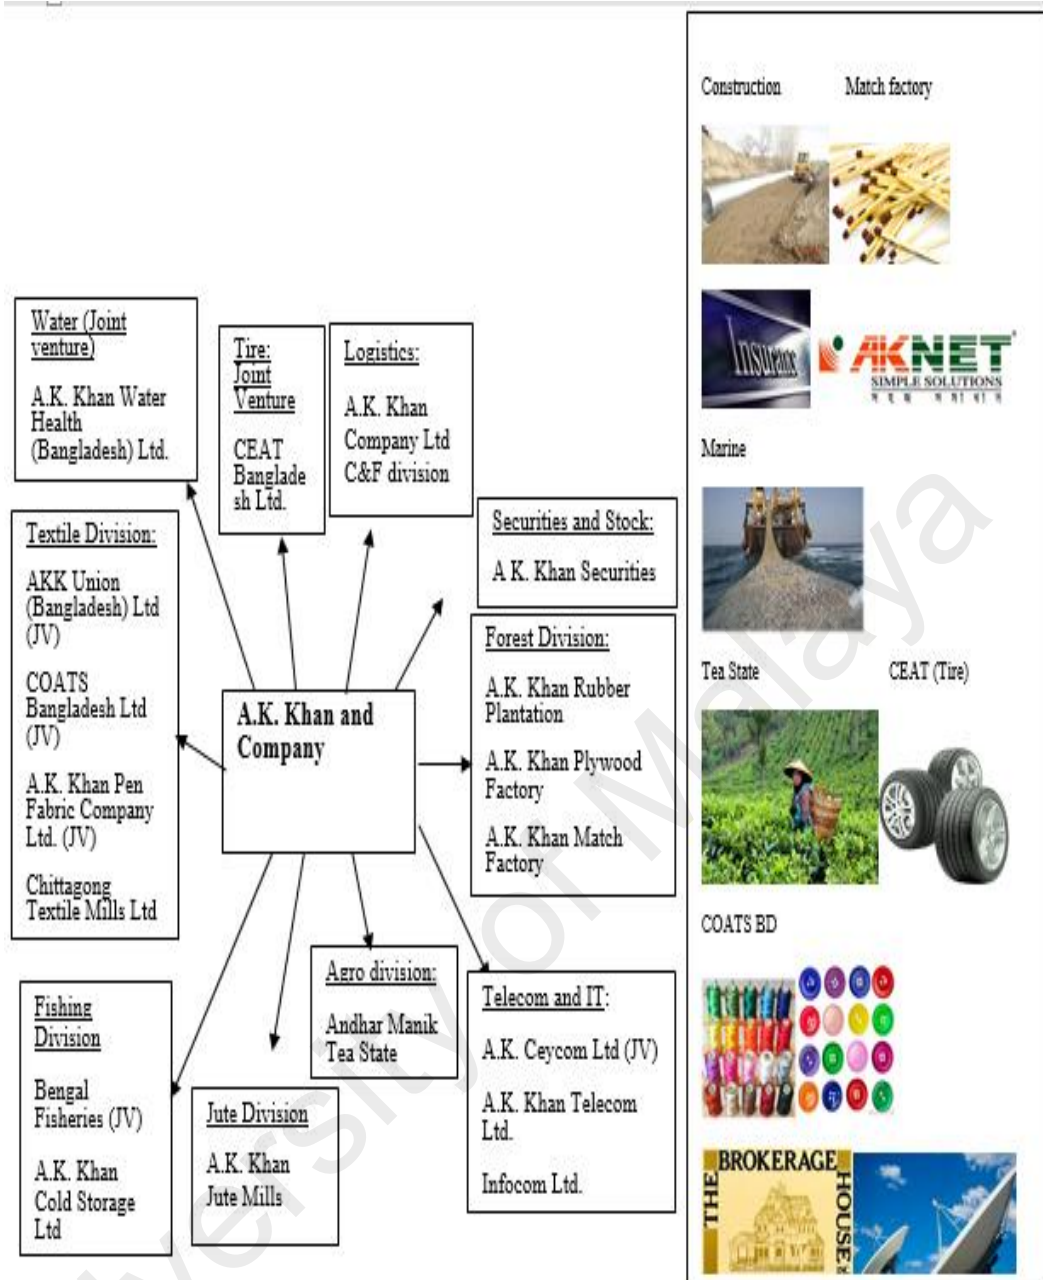 Water (Joint
venture)
A.K. Khan Water
Health
(Bangladesh) Ltd.
Tire:
Joint
Venture
CEAT
Banglade
sh Ltd.
Logistics:
A.K. Khan
Company Ltd
C&F division
Securities and Stock:
A K. Khan Securities
Textile Division:
AKK Union
(Bangladesh) Ltd
(JV)
COATS
Bangladesh Ltd
(JV)
A.K. Khan Pen
Fabric Company
Ltd. (JV)
Chittagong
Textile Mills Ltd
A.K. Khan and
Company
Forest Division:
A.K. Khan Rubber
Plantation
A.K. Khan Plywood
Factory
A.K. Khan Match
Factory
Fishing
Division
Bengal
Fisheries (JV)
A.K. Khan
Cold Storage
Ltd
Jute Division
A.K. Khan
Jute Mills
Agro division:
Andhar Manik
Tea State
Telecom and IT:
A.K. Ceycom Ltd (JV)
A.K. Khan Telecom
Ltd.
Infocom Ltd.
Construction Match factory
Insurance
AKNET
SIMPLE SOLUTIONS
Marine
Tea State CEAT (Tire)
COATS BD
THE
BROKERAGE
HOUSE
of Malaya